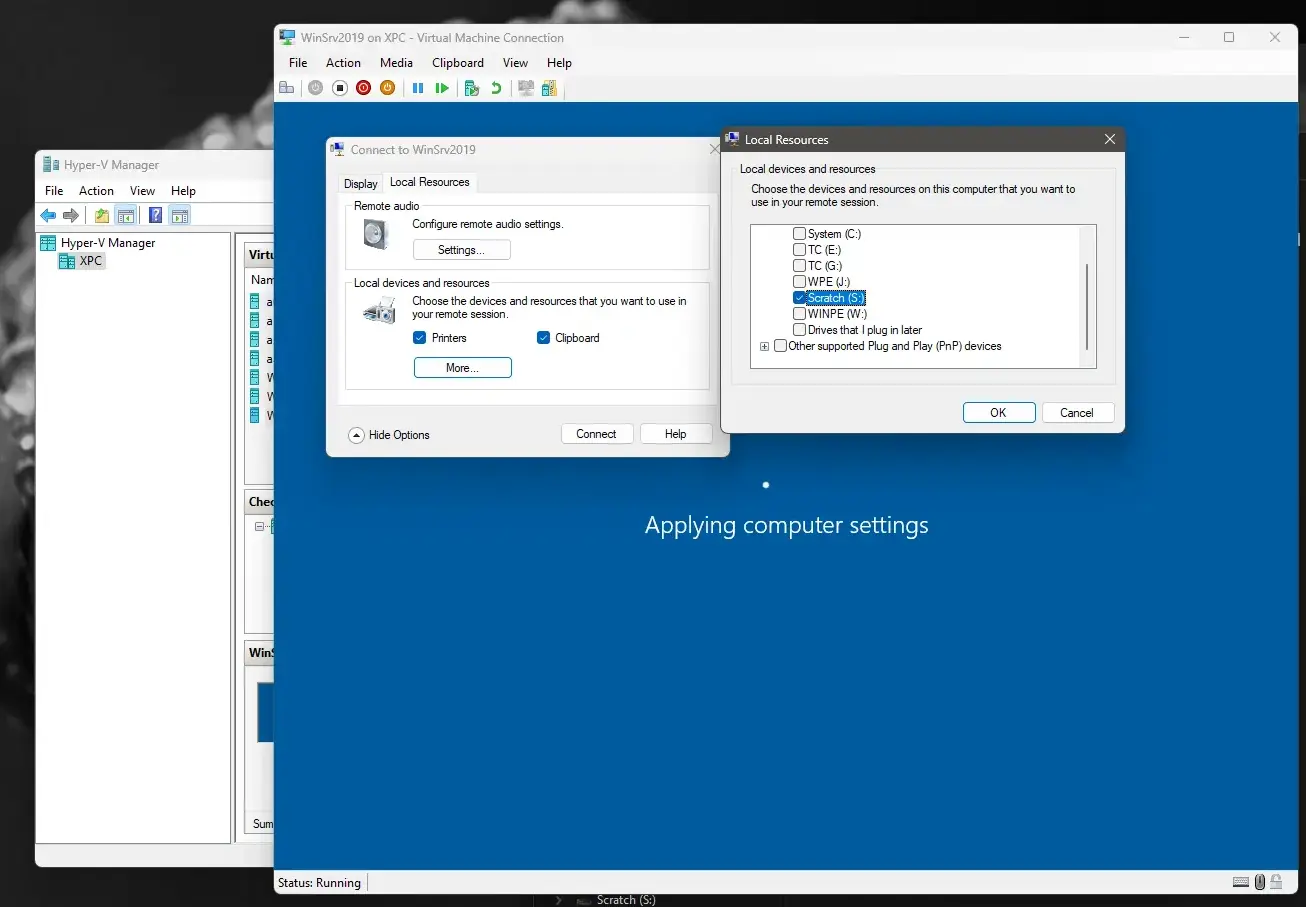 WinSrv2019 on XPC - Virtual Machine Connection
File Action Media Clipboard View Help
Hyper-V Manager
File Action View Help
Hyper-V Manager
XPC
Connect to WinSrv2019
Display Local Resources
Remote audio
Configure remote audio settings.
Settings...
Local devices and resources
Choose the devices and resources that you want to use in
your remote session.
Printers Clipboard
More...
Hide Options Connect Help
Local Resources
Local devices and resources
Choose the devices and resources on this computer that you want to
use in your remote session.
System (C:)
TC (E:)
TC (G:)
WPE (J:)
Scratch (S:)
WINPE (W:)
Drives that I plug in later
Other supported Plug and Play (PnP) devices
OK Cancel
Applying computer settings
Status: Running
Scratch (S:)